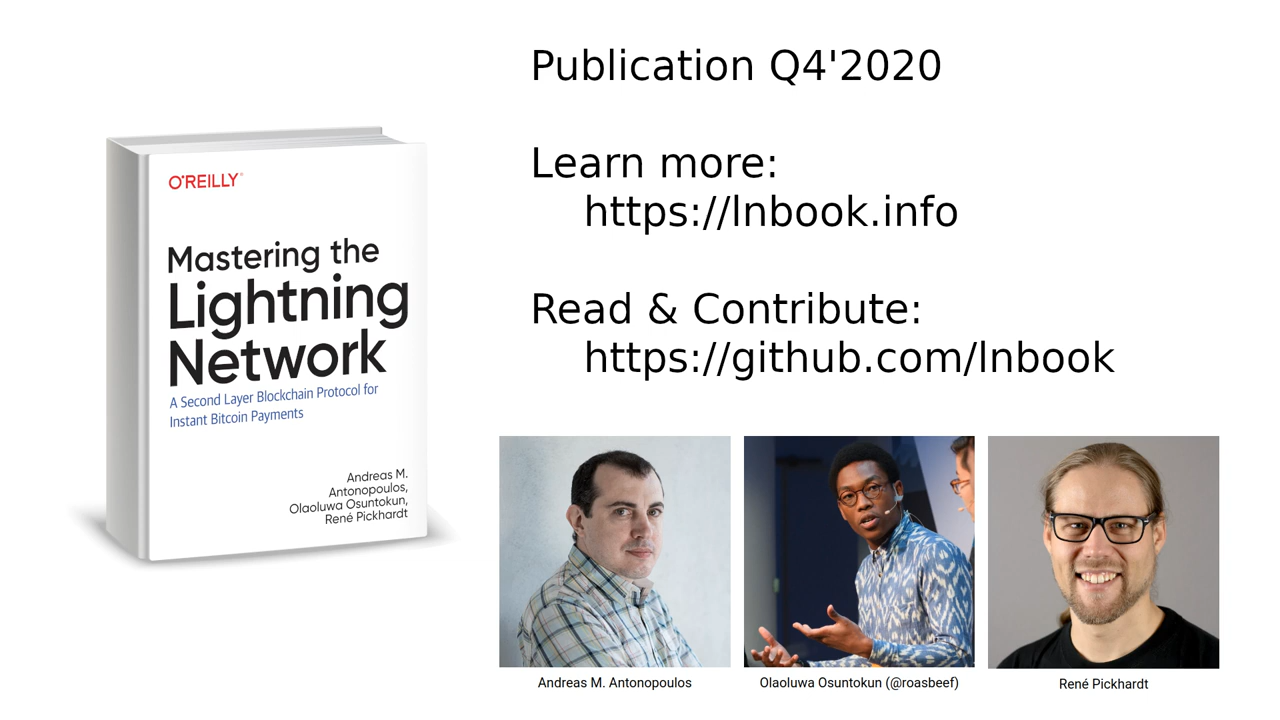 O'REILLY®
Mastering the
Lightning
Network
A Second Layer Blockchain Protocol for
Instant Bitcoin Payments
Andreas M.
Antonopoulos,
Olaoluwa Osuntokun,
René Pickhardt
Publication Q4'2020
Learn more:
https://lnbook.info
Read & Contribute:
https://github.com/lnbook
Andreas M. Antonopoulos
Olaoluwa Osuntokun (@roasbeef)
René Pickhardt